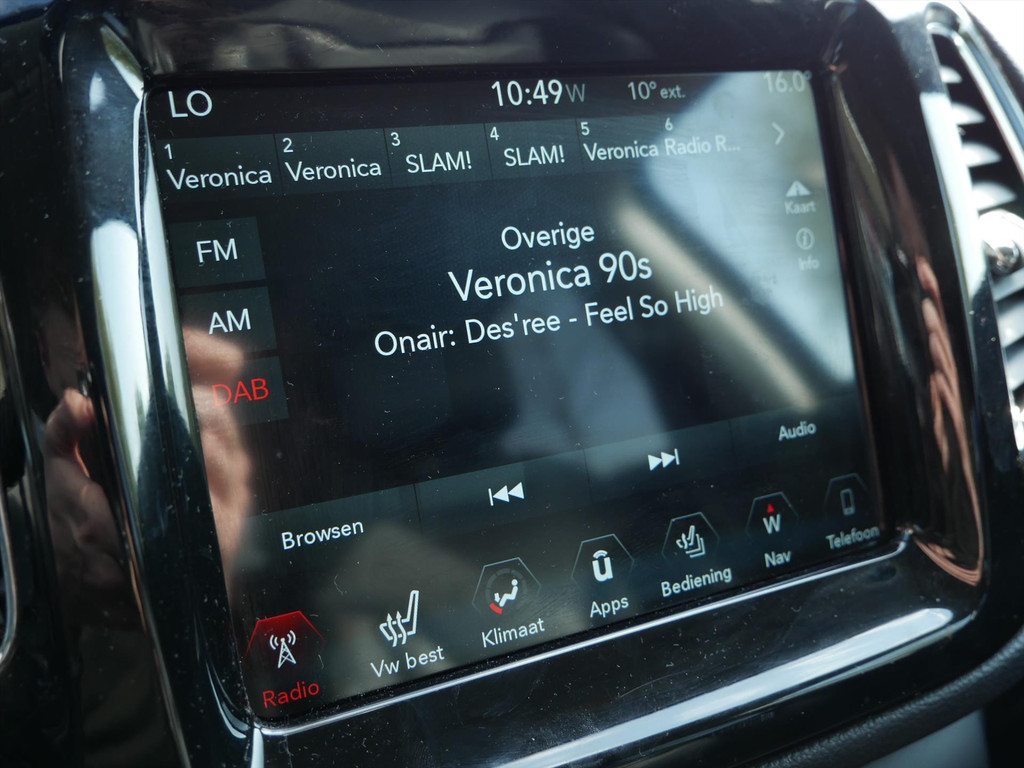 LO 10:49 W 10° ext. 16.0°
1 2 3 4 5 6
Veronica Veronica SLAM! SLAM! Veronica Radio R...
Kaart
FM
Overige
Info
Veronica 90s
AM
Onair: Des'ree - Feel So High
DAB
Audio
Browsen
Radio Vw best Klimaat Apps Bediening W Nav Telefoon